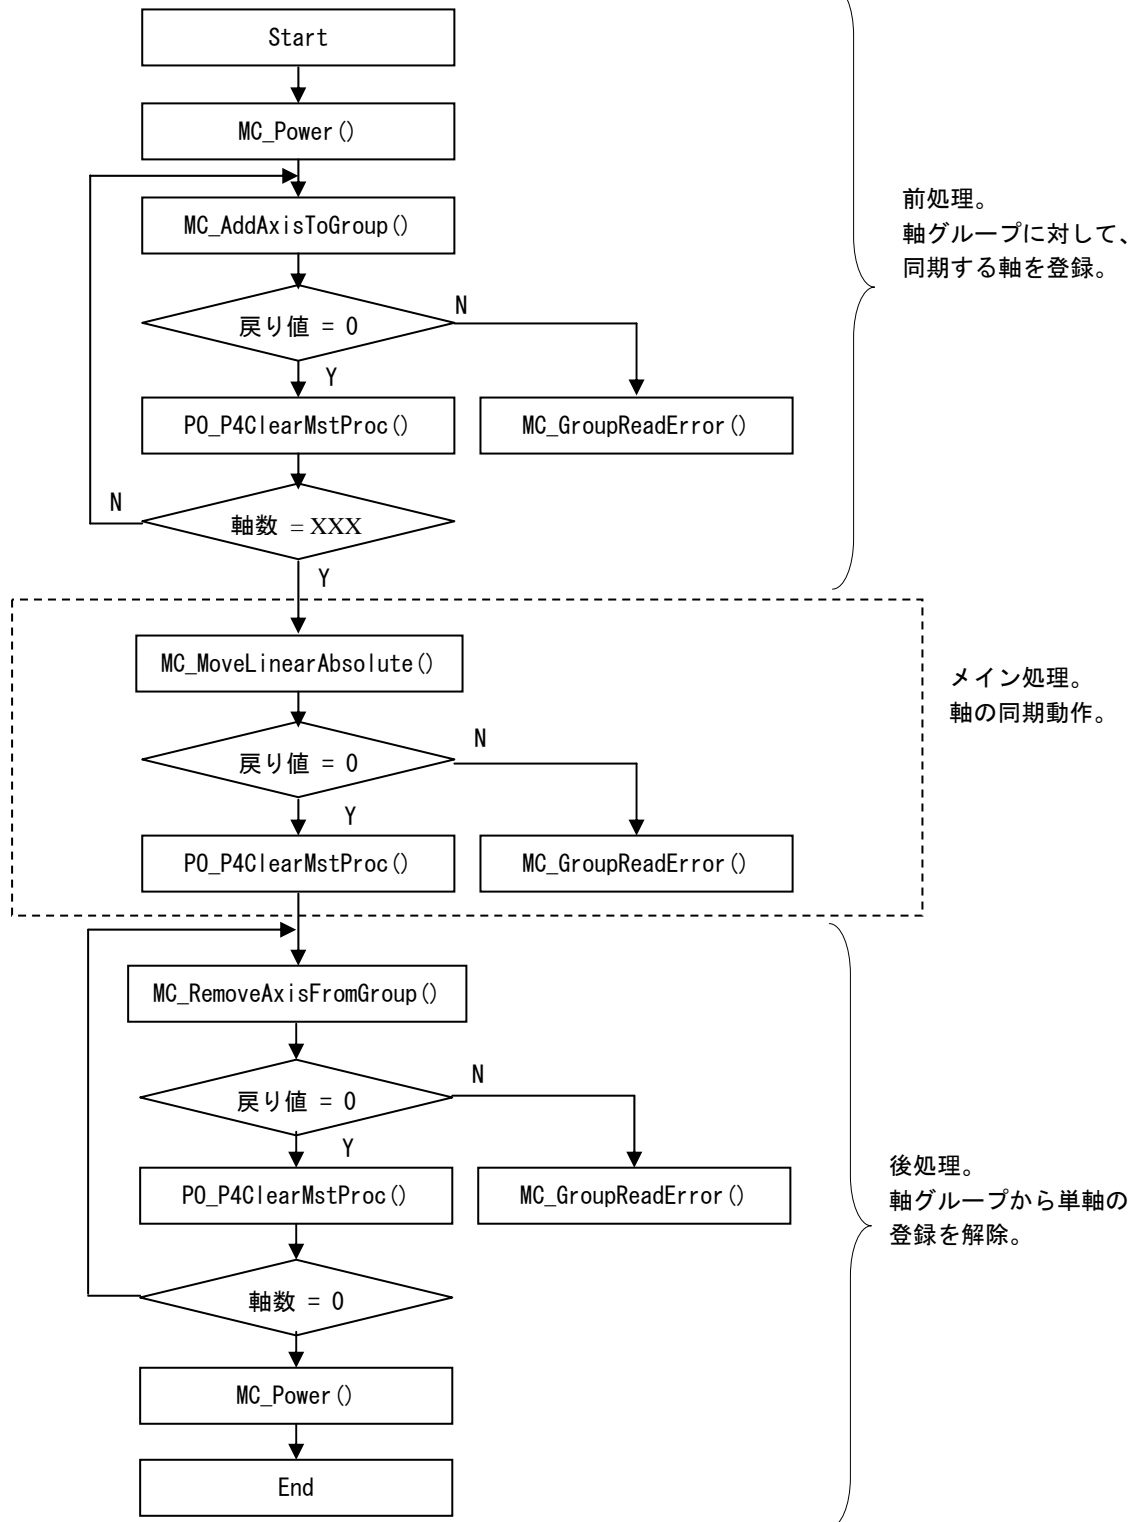 Start
MC_Power()
MC_AddAxisToGroup()
戻り値 = 0
N
Y
PO_P4ClearMstProc()
MC_GroupReadError()
N
軸数 = XXX
Y
前処理。
軸グループに対して、
同期する軸を登録。
MC_MoveLinearAbsolute()
戻り値 = 0
N
Y
PO_P4ClearMstProc()
MC_GroupReadError()
メイン処理。
軸の同期動作。
MC_RemoveAxisFromGroup()
戻り値 = 0
N
Y
PO_P4ClearMstProc()
MC_GroupReadError()
軸数 = 0
MC_Power()
End
後処理。
軸グループから単軸の
登録を解除。